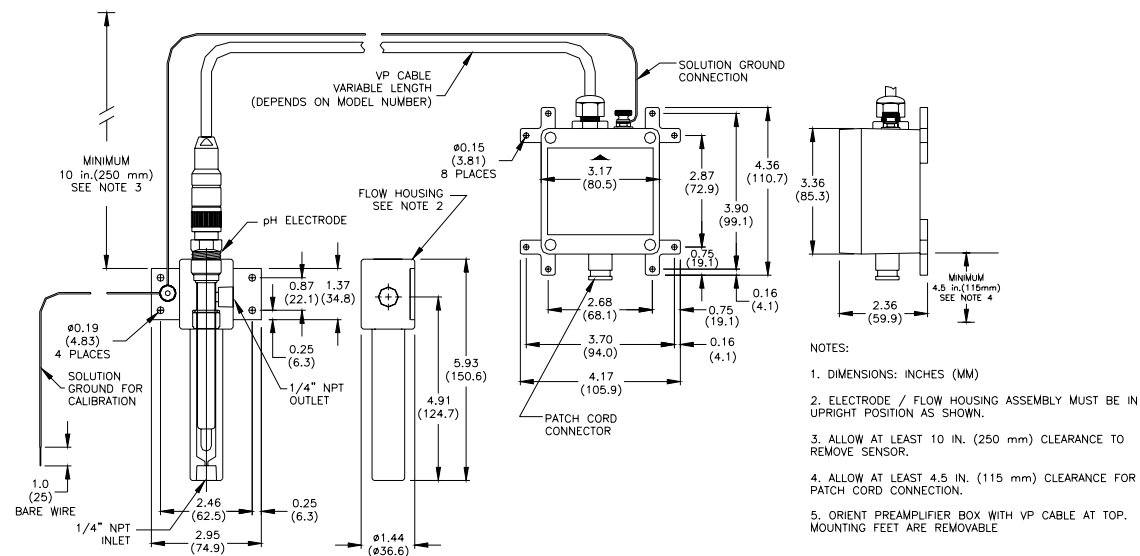 VP CABLE
VARIABLE LENGTH
(DEPENDS ON MODEL NUMBER)
SOLUTION GROUND
CONNECTION
MINIMUM
10 in.(250 mm)
SEE NOTE 3
ø0.15
(3.81)
8 PLACES
FLOW HOUSING
SEE NOTE 2
pH ELECTRODE
3.17
(80.5)
2.87
(72.9)
4.36
(110.7)
3.90
(99.1)
3.36
(85.3)
0.75
(19.1)
0.87
(22.1)
1.37
(34.8)
MINIMUM
4.5 in.(115mm)
SEE NOTE 4
0.16
(4.1)
2.68
(68.1)
0.75
(19.1)
2.36
(59.9)
ø0.19
(4.83)
4 PLACES
3.70
(94.0)
0.16
(4.1)
0.25
(6.3)
5.93
(150.6)
SOLUTION
GROUND FOR
CALIBRATION
1/4" NPT
OUTLET
4.17
(105.9)
4.91
(124.7)
PATCH CORD
CONNECTOR
1.0
(25)
BARE WIRE
2.46
(62.5)
0.25
(6.3)
1/4" NPT
INLET
2.95
(74.9)
ø1.44
(ø36.6)
NOTES:
1. DIMENSIONS: INCHES (MM)
2. ELECTRODE / FLOW HOUSING ASSEMBLY MUST BE IN
UPRIGHT POSITION AS SHOWN.
3. ALLOW AT LEAST 10 IN. (250 mm) CLEARANCE TO
REMOVE SENSOR.
4. ALLOW AT LEAST 4.5 IN. (115 mm) CLEARANCE FOR
PATCH CORD CONNECTION.
5. ORIENT PREAMPLIFIER BOX WITH VP CABLE AT TOP.
MOUNTING FEET ARE REMOVABLE